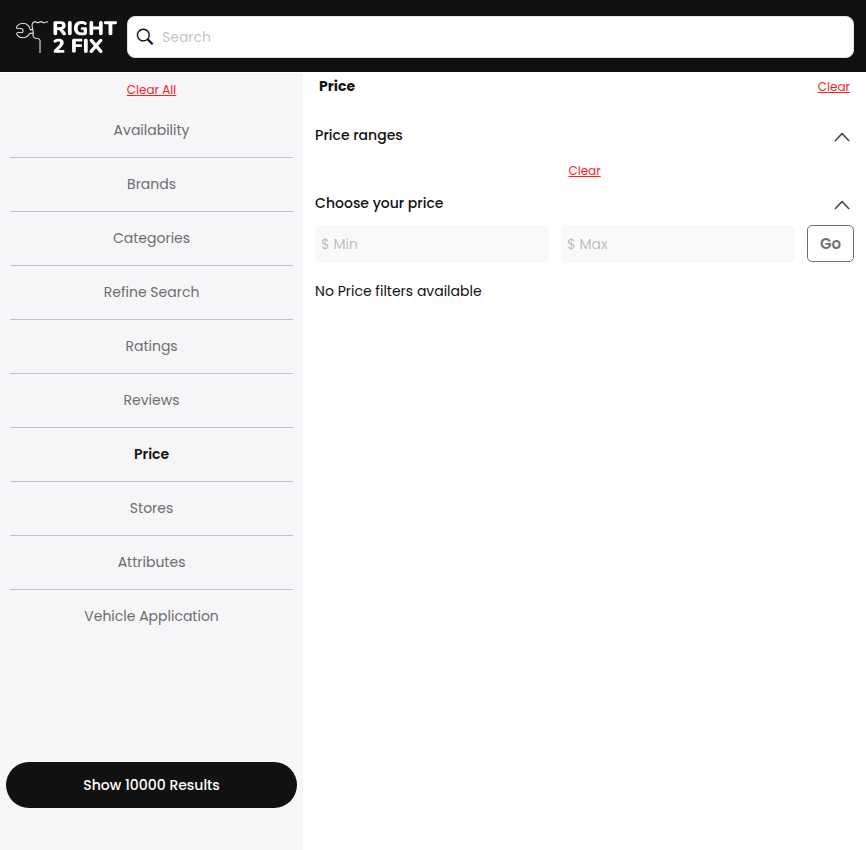 RIGHT
2 FIX
Search
Clear All
Availability
Brands
Categories
Refine Search
Ratings
Reviews
Price
Stores
Attributes
Vehicle Application
Show 10000 Results
Price
Clear
Price ranges
Clear
Choose your price
$ Min
$ Max
Go
No Price filters available